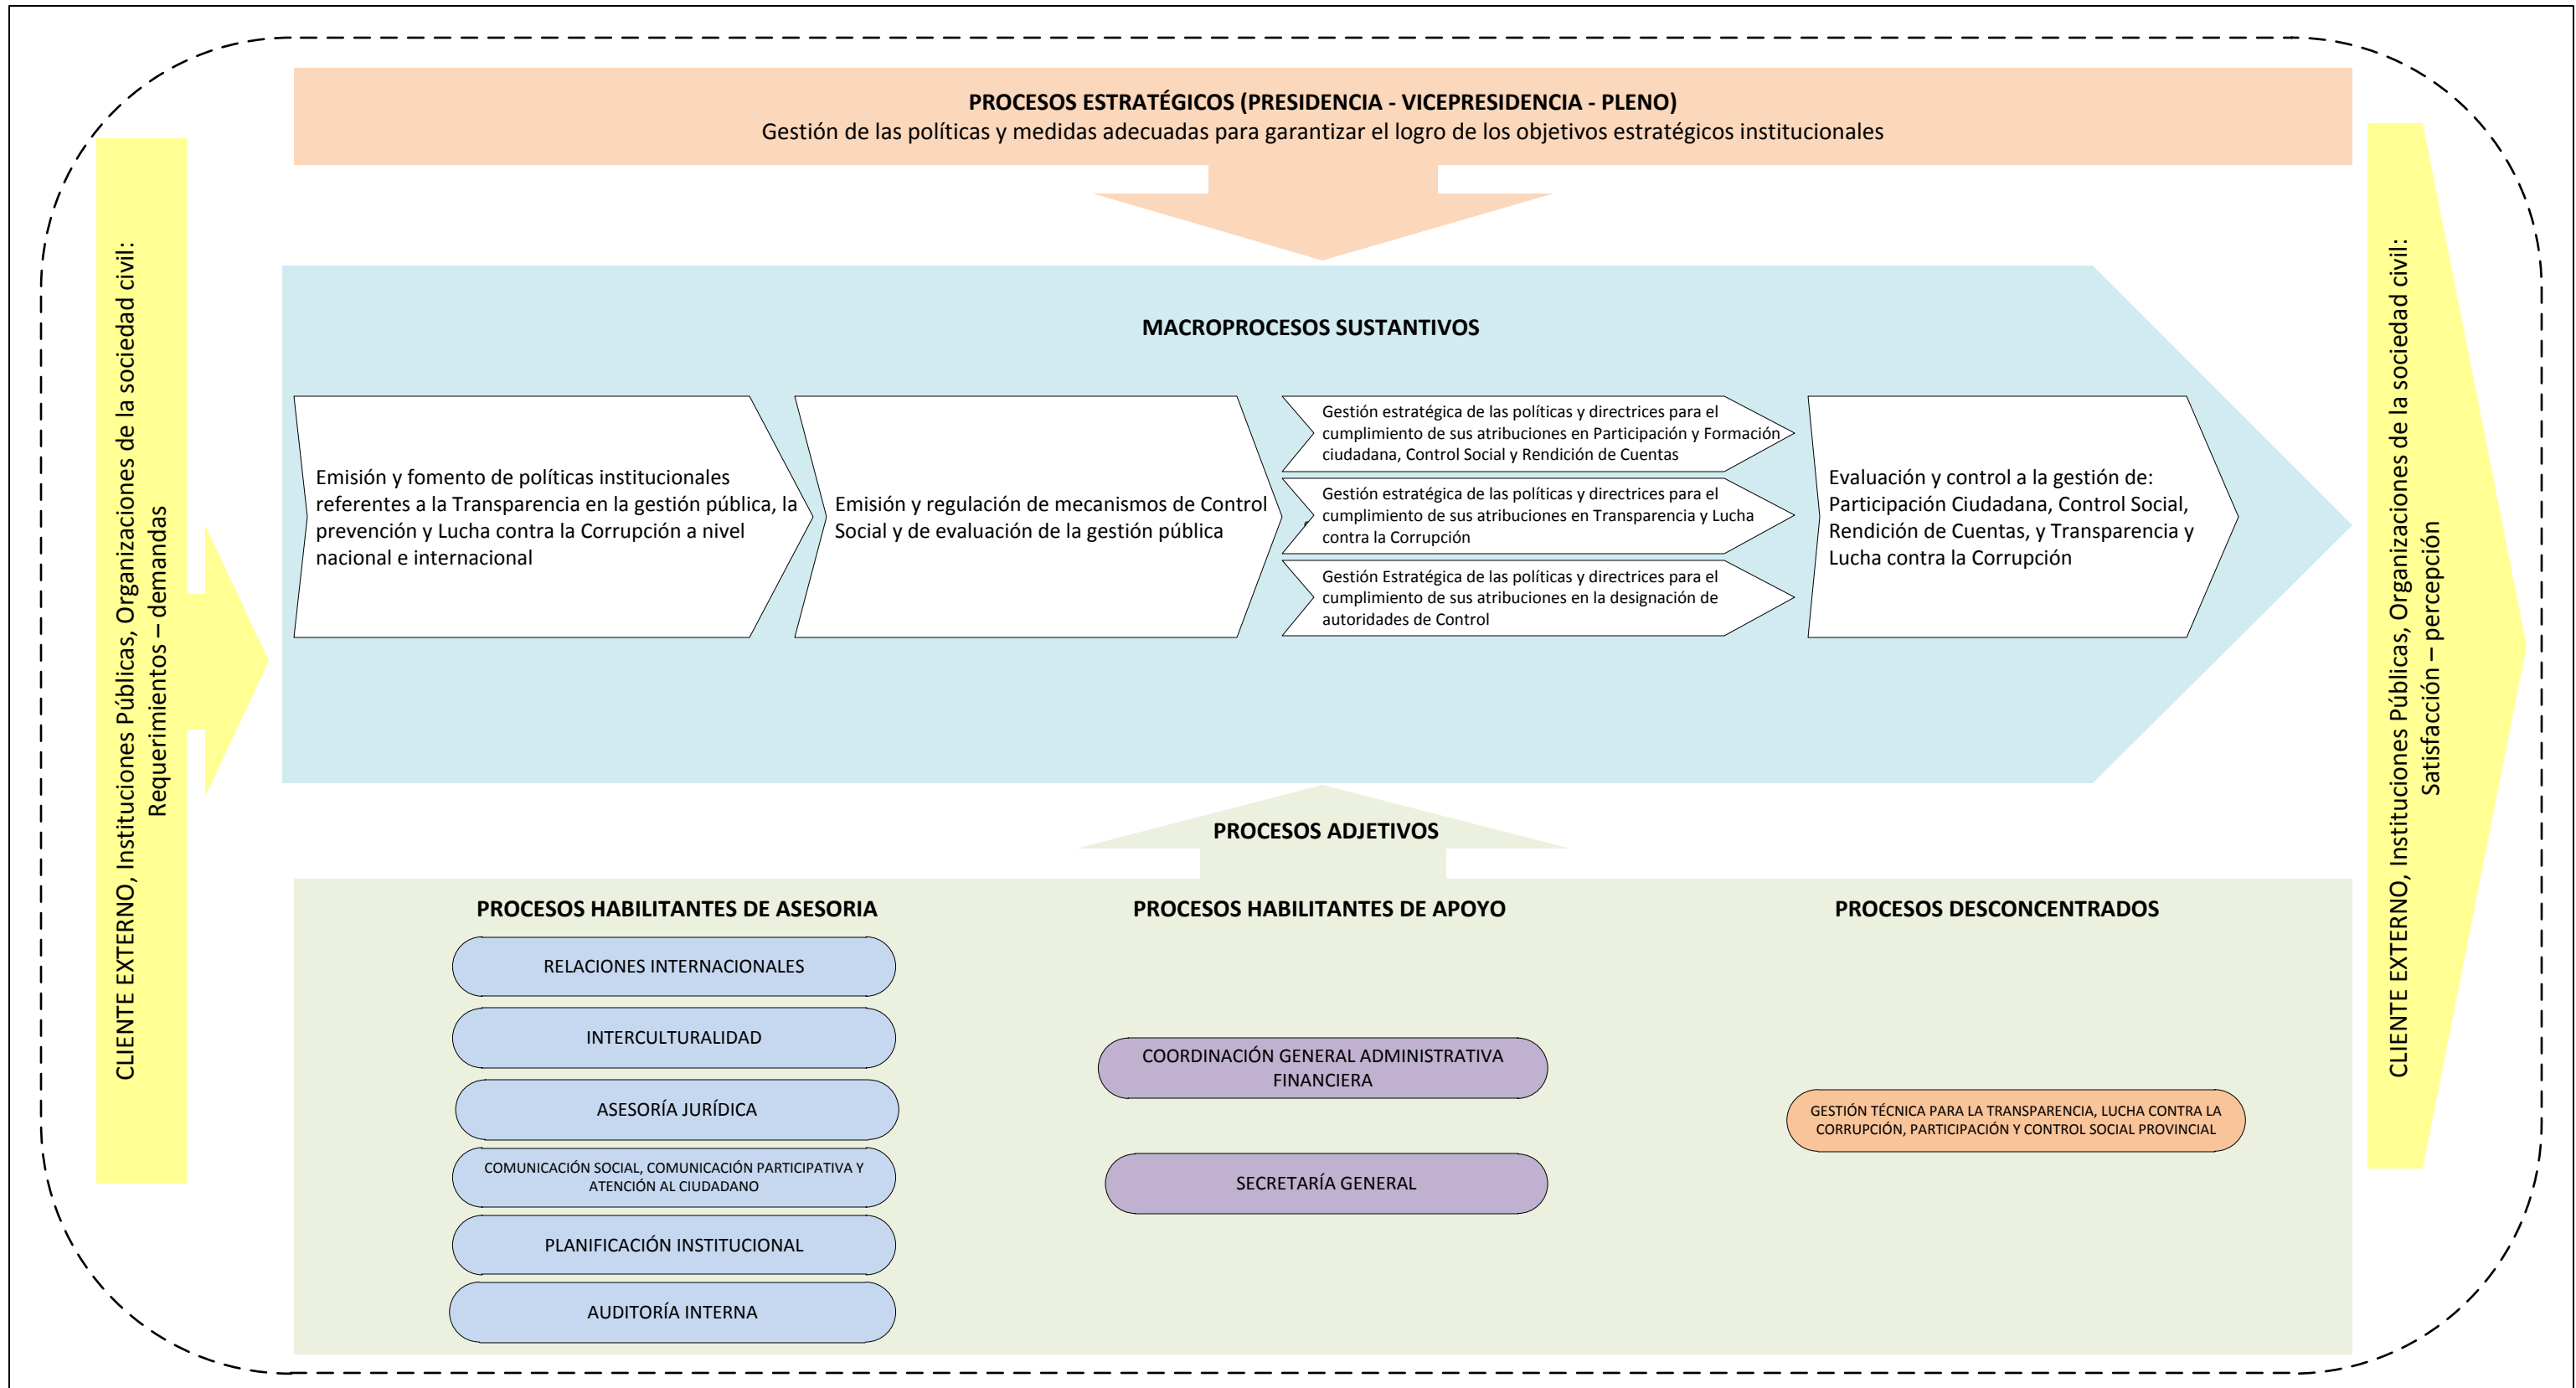 PROCESOS ESTRATÉGICOS (PRESIDENCIA - VICEPRESIDENCIA - PLENO)
Gestión de las políticas y medidas adecuadas para garantizar el logro de los objetivos estratégicos institucionales
CLIENTE EXTERNO, Instituciones Públicas, Organizaciones de la sociedad civil:
Requerimientos – demandas
MACROPROCESOS SUSTANTIVOS
Emisión y fomento de políticas institucionales
referentes a la Transparencia en la gestión pública, la
prevención y Lucha contra la Corrupción a nivel
nacional e internacional
Emisión y regulación de mecanismos de Control
Social y de evaluación de la gestión pública
Gestión estratégica de las políticas y directrices para el
cumplimiento de sus atribuciones en Participación y Formación
ciudadana, Control Social y Rendición de Cuentas
Gestión estratégica de las políticas y directrices para el
cumplimiento de sus atribuciones en Transparencia y Lucha
contra la Corrupción
Gestión Estratégica de las políticas y directrices para el
cumplimiento de sus atribuciones en la designación de
autoridades de Control
Evaluación y control a la gestión de:
Participación Ciudadana, Control Social,
Rendición de Cuentas, y Transparencia y
Lucha contra la Corrupción
CLIENTE EXTERNO, Instituciones Públicas, Organizaciones de la sociedad civil:
Satisfacción – percepción
PROCESOS ADJETIVOS
PROCESOS HABILITANTES DE ASESORIA
RELACIONES INTERNACIONALES
INTERCULTURALIDAD
ASESORÍA JURÍDICA
COMUNICACIÓN SOCIAL, COMUNICACIÓN PARTICIPATIVA Y
ATENCIÓN AL CIUDADANO
PLANIFICACIÓN INSTITUCIONAL
AUDITORÍA INTERNA
PROCESOS HABILITANTES DE APOYO
COORDINACIÓN GENERAL ADMINISTRATIVA
FINANCIERA
SECRETARÍA GENERAL
PROCESOS DESCONCENTRADOS
GESTIÓN TÉCNICA PARA LA TRANSPARENCIA, LUCHA CONTRA LA
CORRUPCIÓN, PARTICIPACIÓN Y CONTROL SOCIAL PROVINCIAL